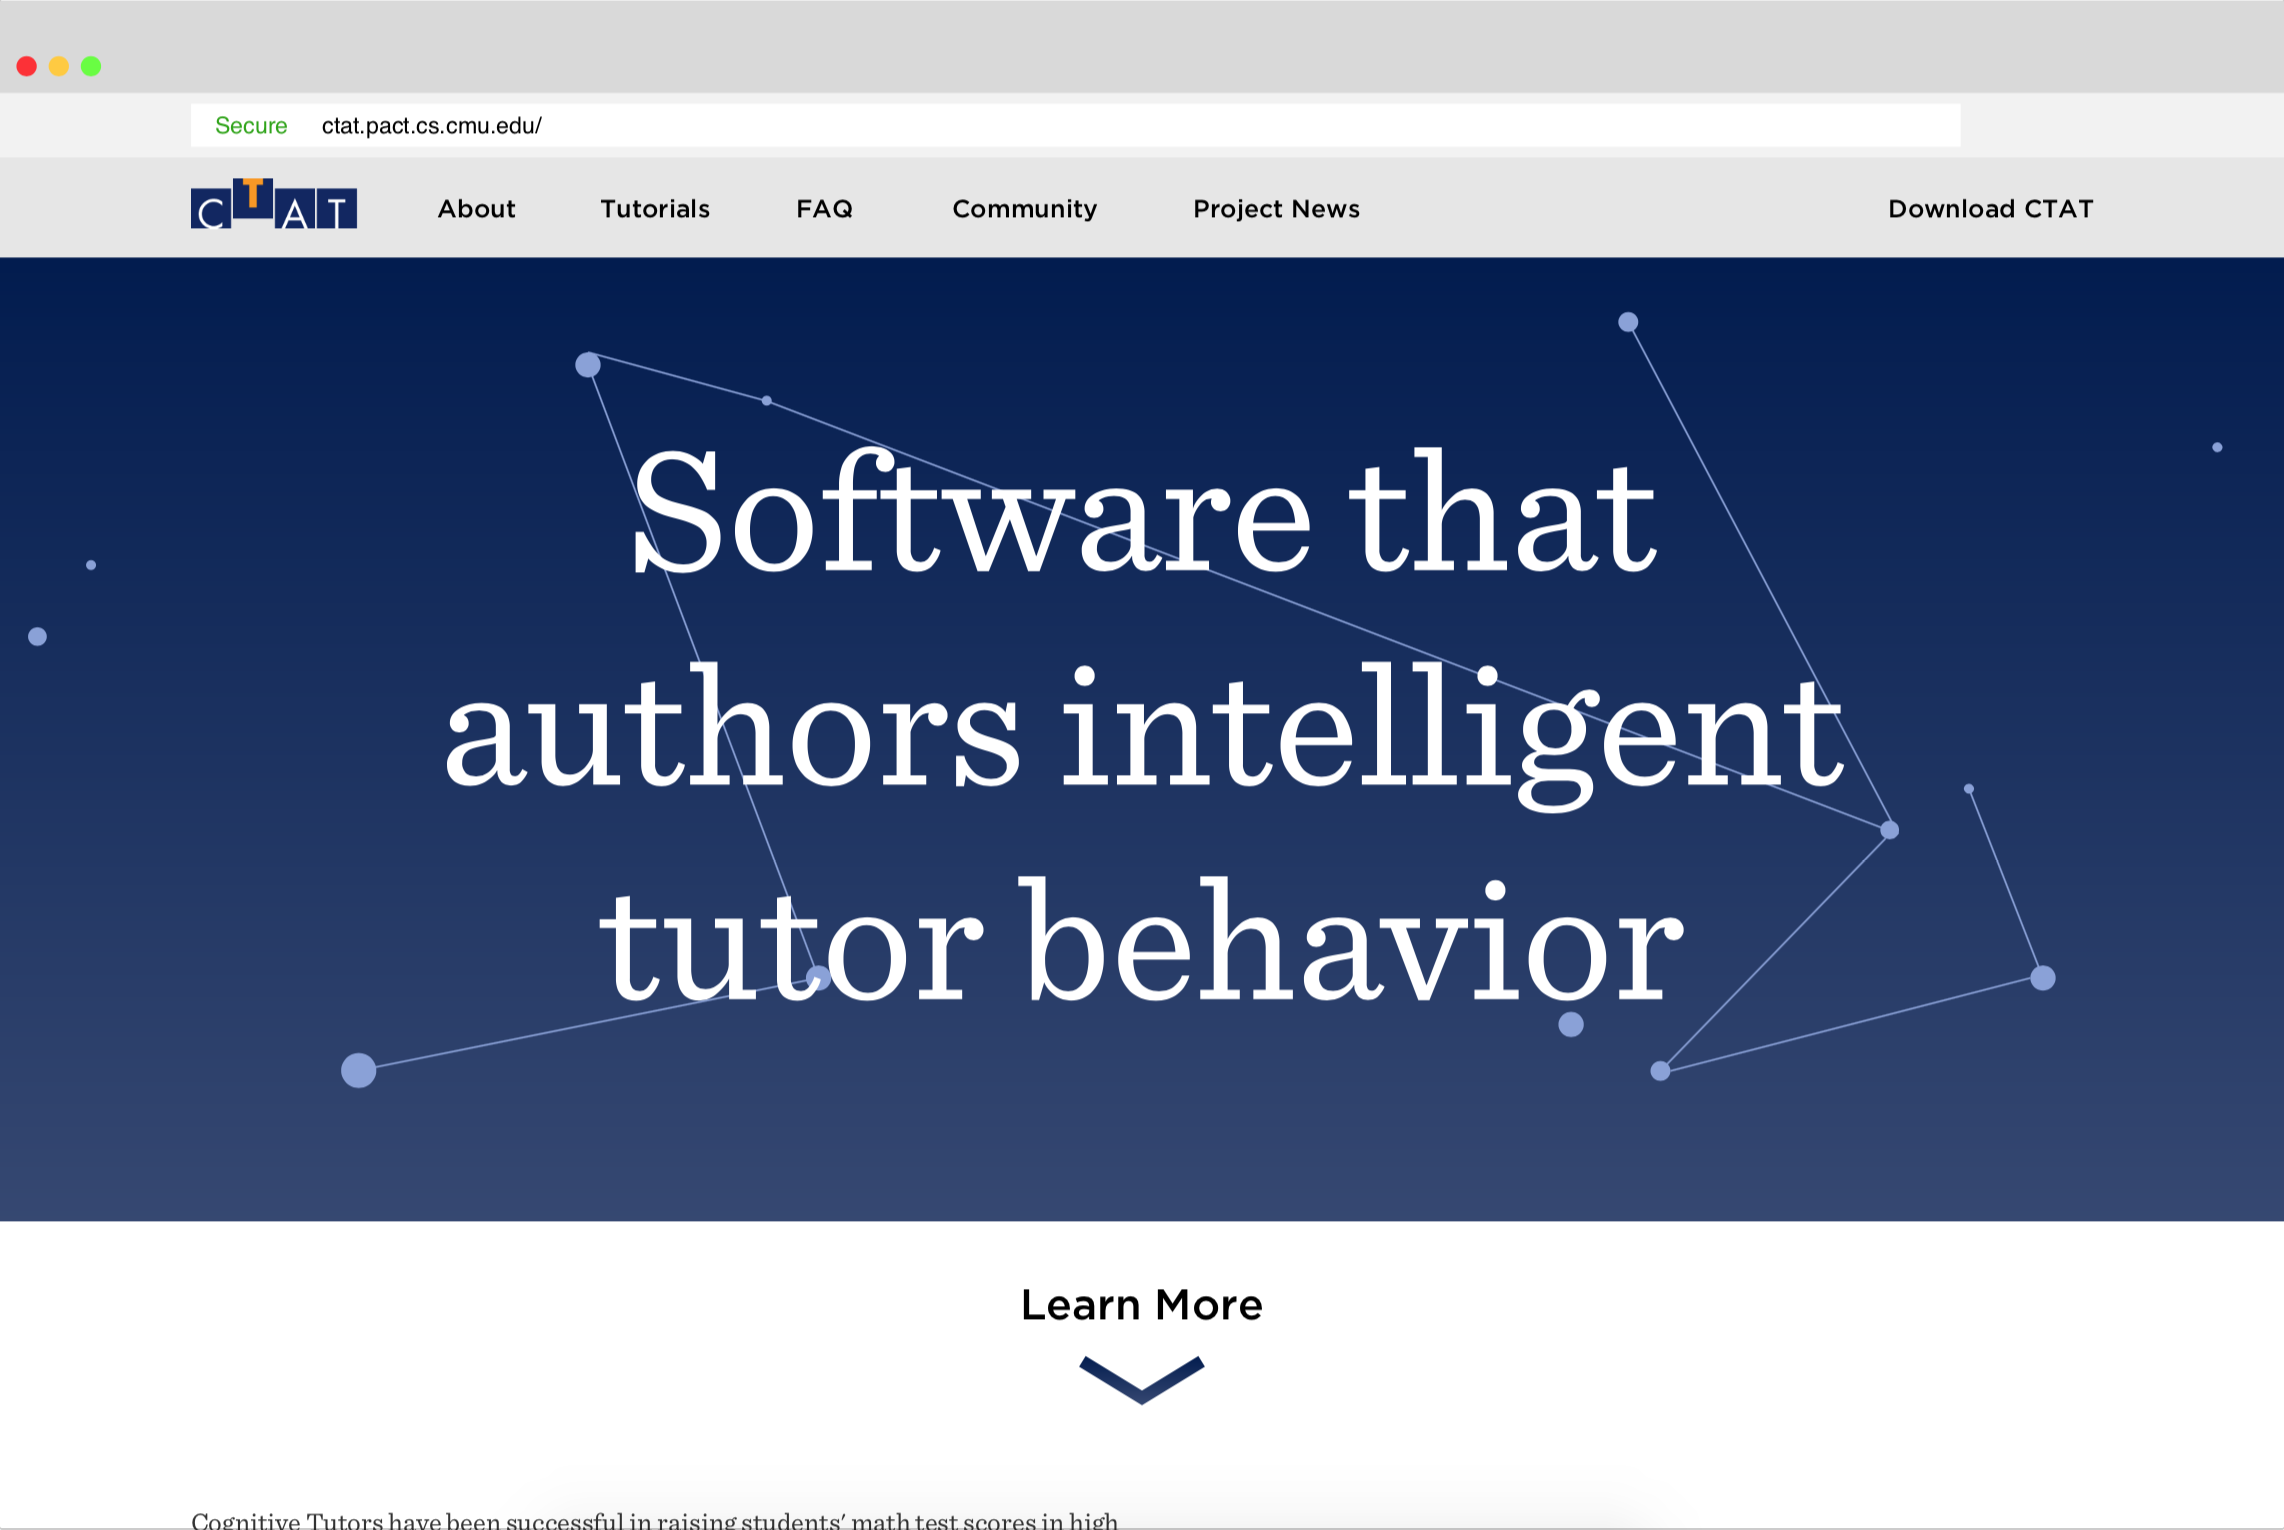 Secure ctat.pact.cs.cmu.edu/
CTAT About Tutorials FAQ Community Project News Download CTAT
Software that
authors intelligent
tutor behavior
Learn More
Cognitive Tutors have been successful in raising students' math test scores in high